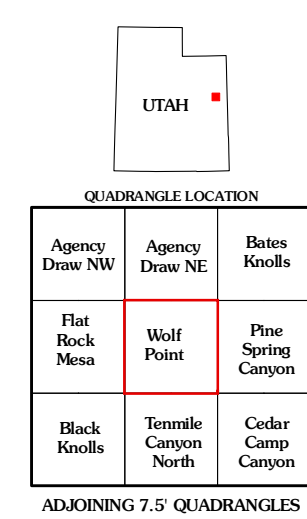 UTAH
QUADRANGLE LOCATION
Agency
Draw NW
Agency
Draw NE
Bates
Knolls
Flat
Rock
Mesa
Wolf
Point
Pine
Spring
Canyon
Black
Knolls
Tenmile
Canyon
North
Cedar
Camp
Canyon
ADJOINING 7.5' QUADRANGLES